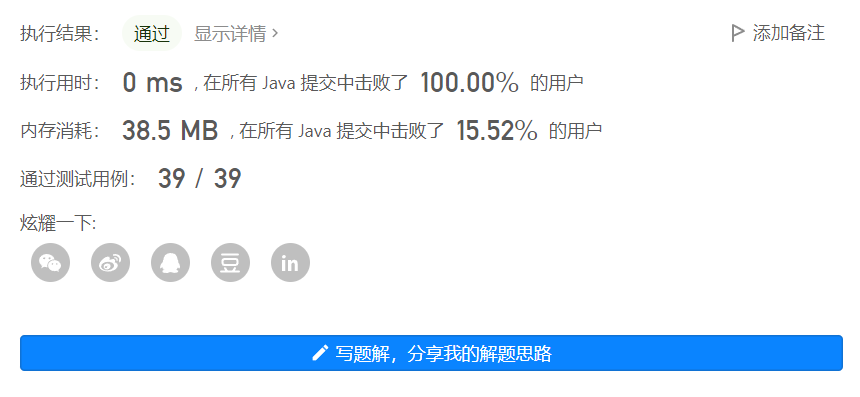 执行结果： 通过 显示详情 > 添加备注
执行用时： 0 ms , 在所有 Java 提交中击败了 100.00% 的用户
内存消耗： 38.5 MB , 在所有 Java 提交中击败了 15.52% 的用户
通过测试用例： 39 / 39
炫耀一下:
豆 in
写题解，分享我的解题思路